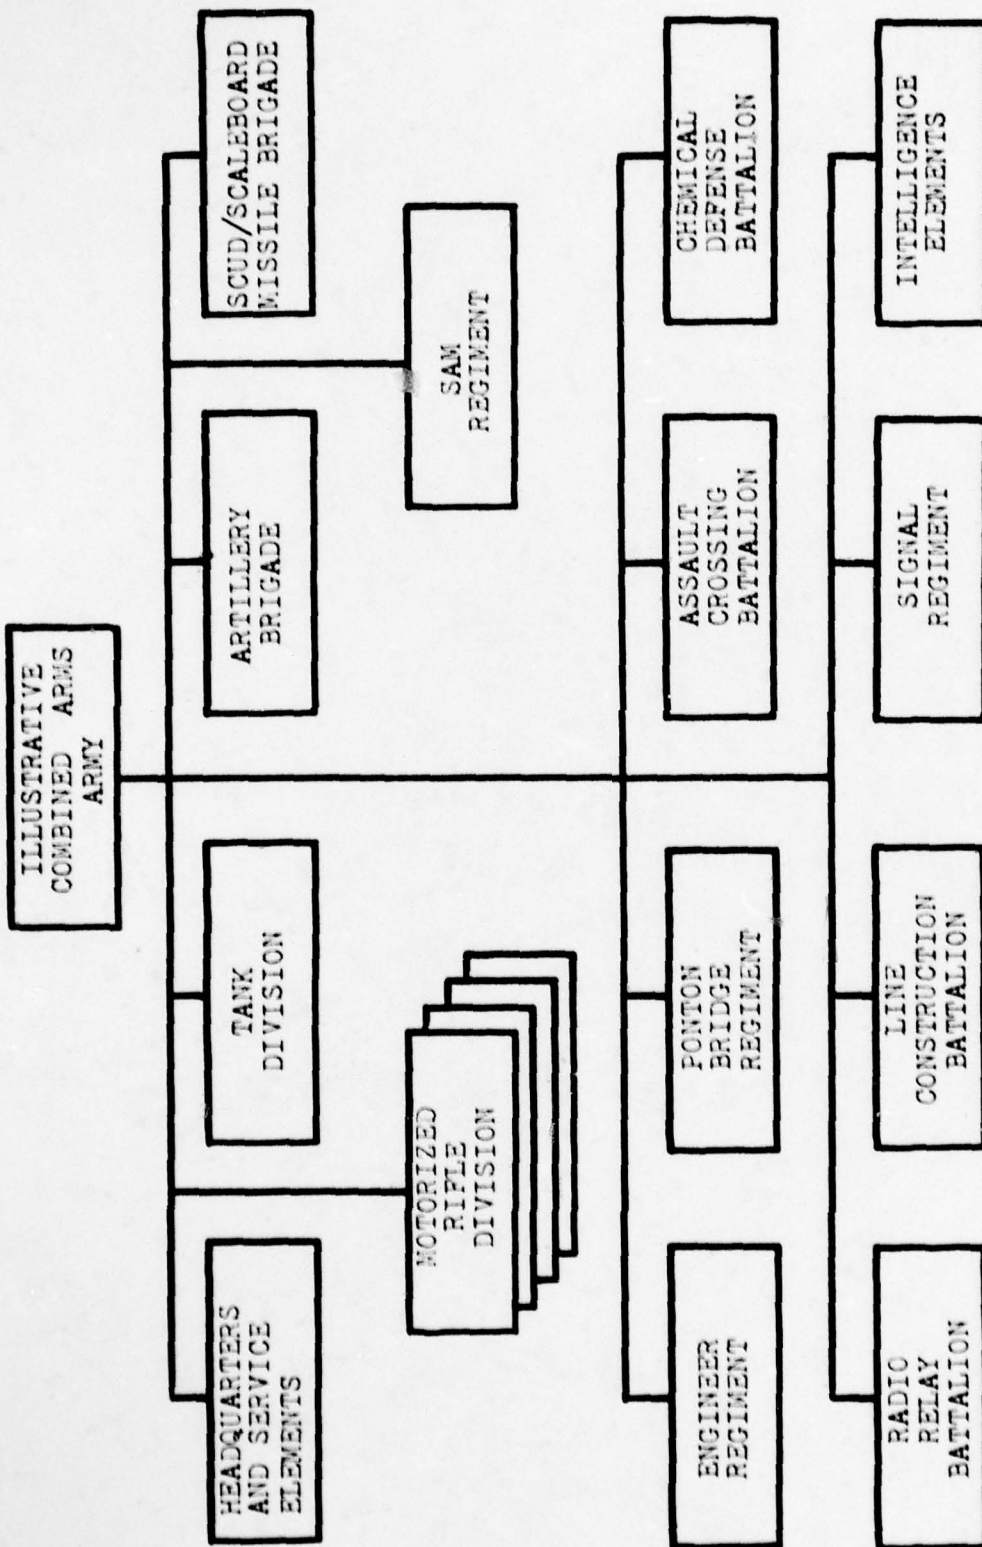 ILLUSTRATIVE
COMBINED ARMS
ARMY
HEADQUARTERS
AND SERVICE
ELEMENTS
TANK
DIVISION
ARTILLERY
BRIGADE
SCUD/SCALEBOARD
MISSILE BRIGADE
MOTORIZED
RIFLE
DIVISION
SAM
REGIMENT
ENGINEER
REGIMENT
PONTON
BRIDGE
REGIMENT
ASSAULT
CROSSING
BATTALION
CHEMICAL
DEFENSE
BATTALION
RADIO
RELAY
BATTALION
LINE
CONSTRUCTION
BATTALION
SIGNAL
REGIMENT
INTELLIGENCE
ELEMENTS